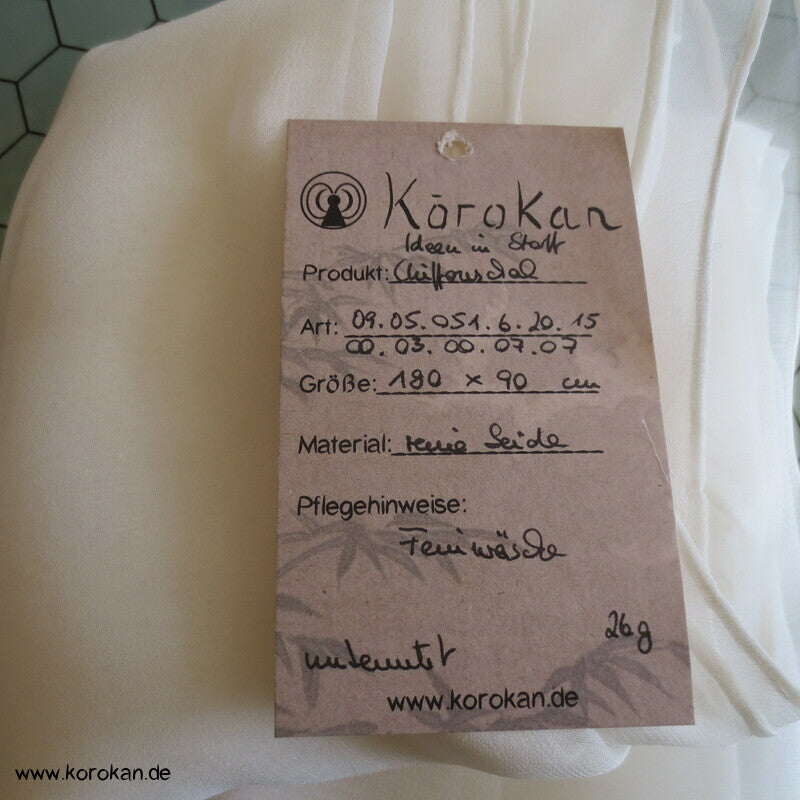 Kōrokan
Ideen in Stoff
Produkt: Chiffonschal
Art: 09.05.051.6.20.15
00.03.00.07.07
Größe: 180 x 90 cm
Material: reine Seide
Pflegehinweise:
Feinwäsche
26g
www.korokan.de
www.korokan.de